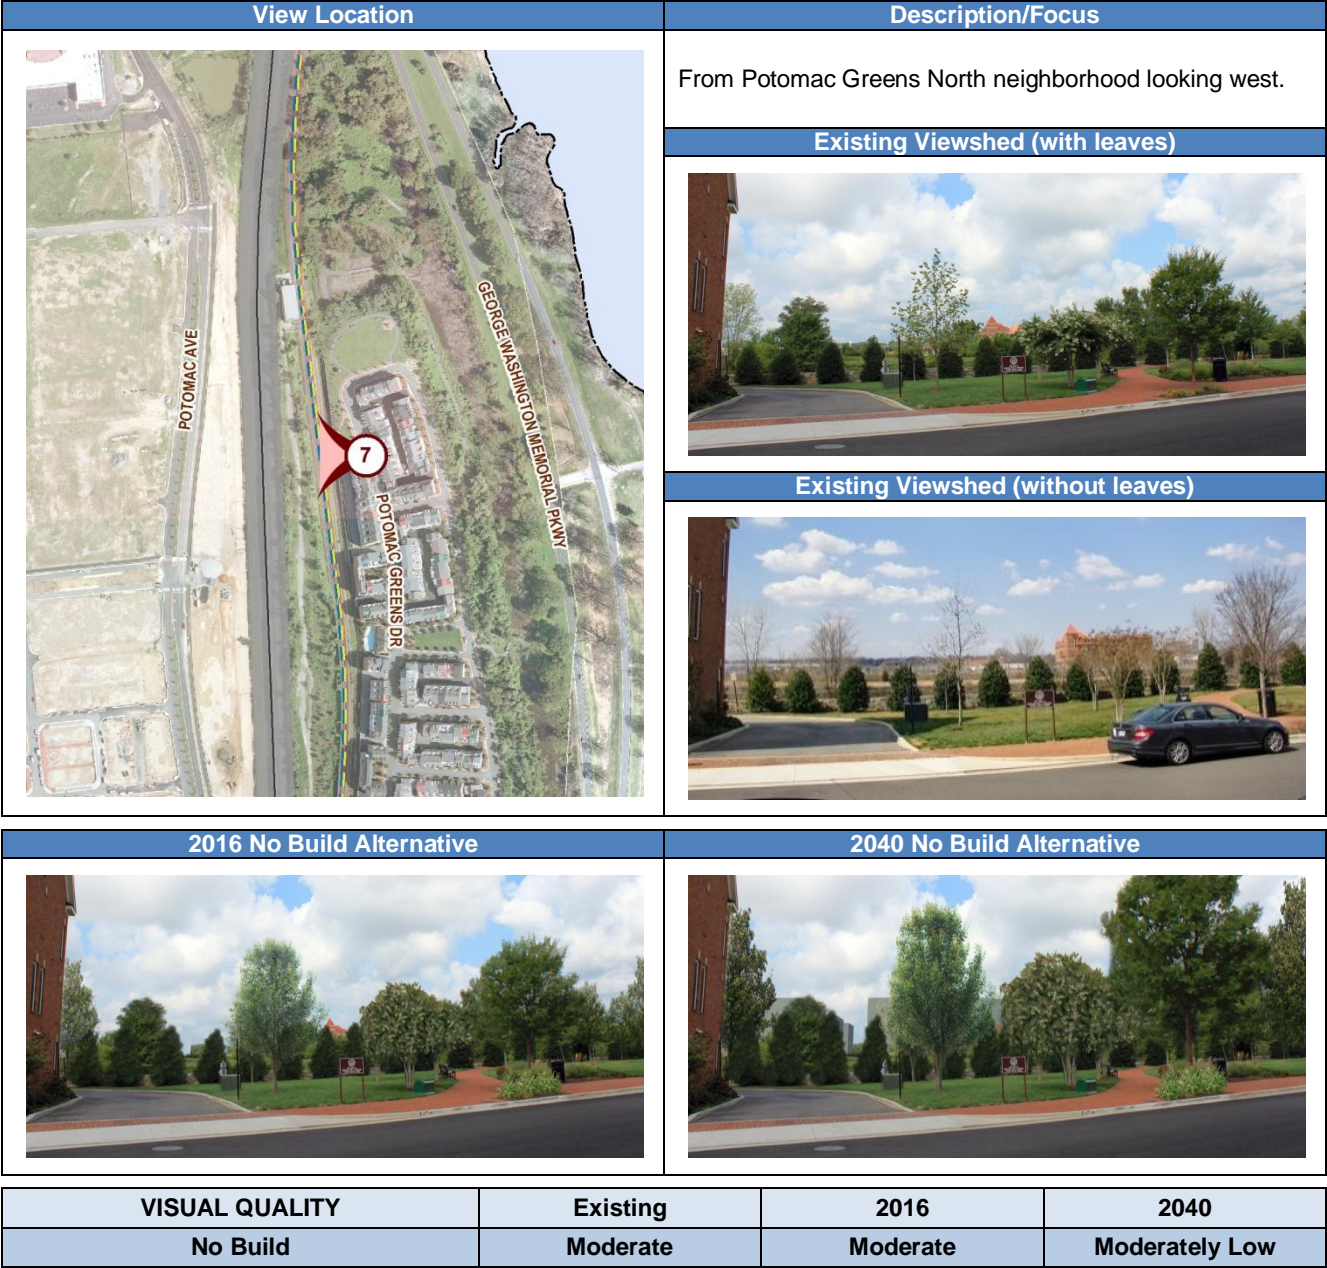 View Location
Description/Focus
From Potomac Greens North neighborhood looking west.
Existing Viewshed (with leaves)
POTOMAC AVE
GEORGE WASHINGTON MEMORIAL PKWY
7
POTOMAC GREENS DR
Existing Viewshed (without leaves)
2016 No Build Alternative
2040 No Build Alternative
VISUAL QUALITY Existing 2016 2040
No Build Moderate Moderate Moderately Low